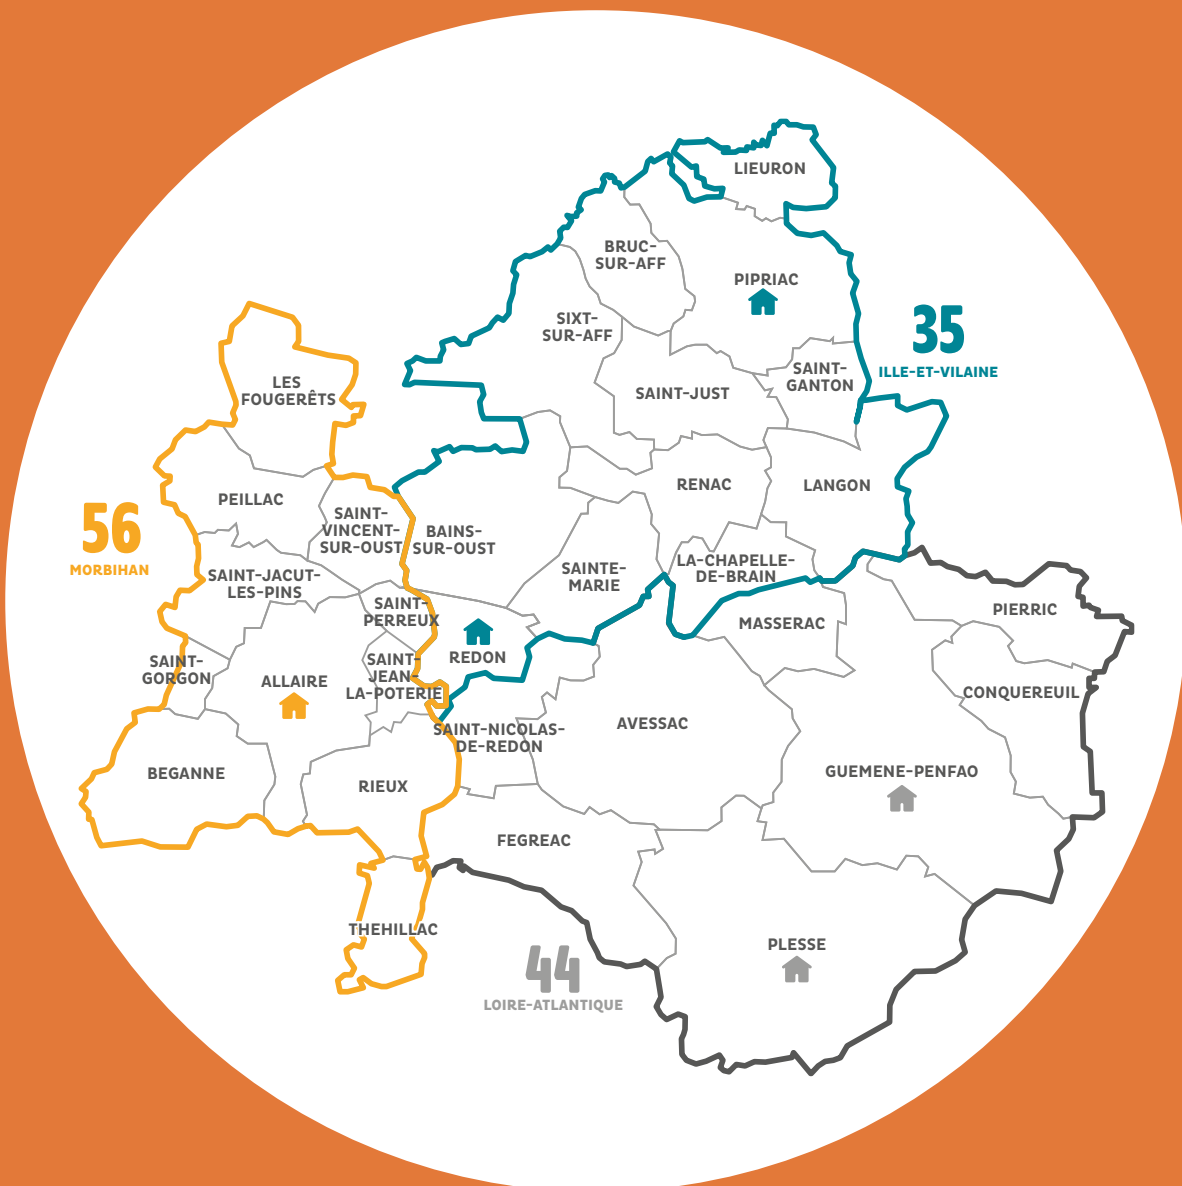 LIEURON
BRUC-
SUR-AFF
PIPRIAC
SIXT-
SUR-AFF
35
ILLE-ET-VILAINE
SAINT-
GANTON
SAINT-JUST
LES
FOUGERÊTS
RENAC
LANGON
PEILLAC
56
MORBIHAN
SAINT-
VINCENT-
SUR-OUST
BAINS-
SUR-OUST
SAINTE-
MARIE
LA-CHAPELLE-
DE-BRAIN
SAINT-JACUT-
LES-PINS
SAINT-
PERREUX
MASSERAC
PIERRIC
REDON
SAINT-
GORGON
ALLAIRE
SAINT-
JEAN-
LA-POTERIE
CONQUEREUIL
AVESSAC
SAINT-NICOLAS-
DE-REDON
BEGANNE
RIEUX
GUEMENE-PENFAO
FEGREAC
THEHILLAC
PLESSE
44
LOIRE-ATLANTIQUE